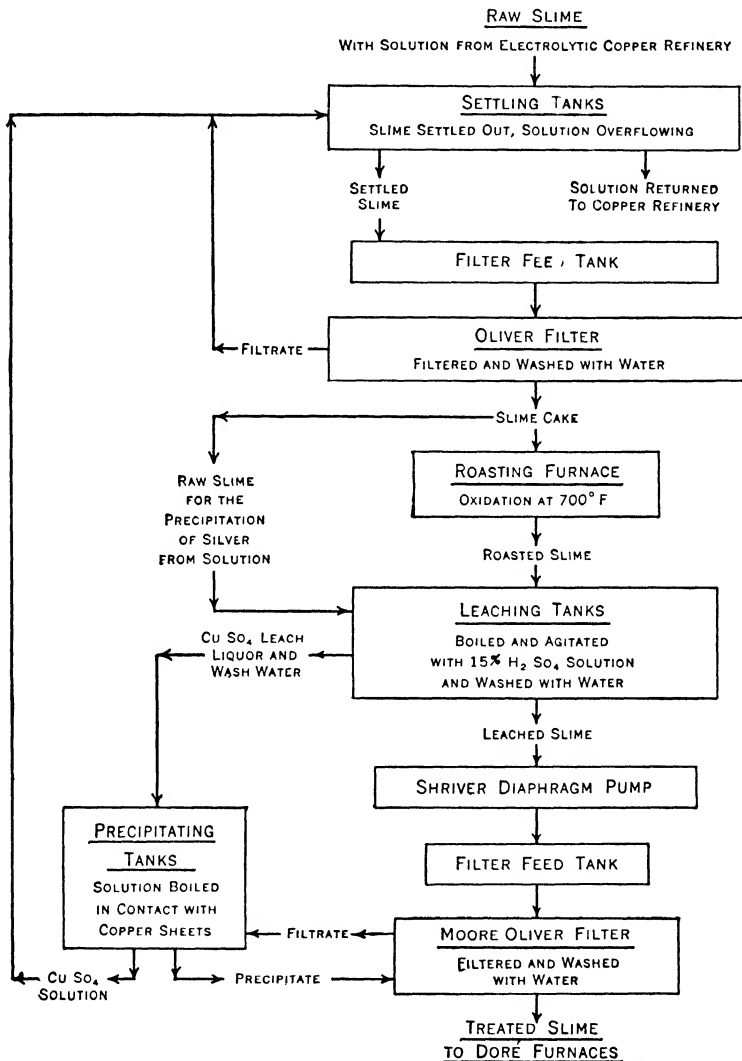 RAW SLIME
WITH SOLUTION FROM ELECTROLYTIC COPPER REFINERY
SETTLING TANKS
SLIME SETTLED OUT, SOLUTION OVERFLOWING
SETTLED
SLIME
SOLUTION RETURNED
TO COPPER REFINERY
FILTER FEE, TANK
OLIVER FILTER
FILTERED AND WASHED WITH WATER
FILTRATE
SLIME CAKE
RAW SLIME
FOR THE
PRECIPITATION
OF SILVER
FROM SOLUTION
ROASTING FURNACE
OXIDATION AT 700° F
ROASTED SLIME
LEACHING TANKS
BOILED AND AGITATED
WITH 15% H2 SO4 SOLUTION
AND WASHED WITH WATER
CU SO4 LEACH
LIQUOR AND
WASH WATER
LEACHED SLIME
SHRIVER DIAPHRAGM PUMP
FILTER FEED TANK
PRECIPITATING
TANKS
SOLUTION BOILED
IN CONTACT WITH
COPPER SHEETS
FILTRATE
MOORE OLIVER FILTER
EILTERED AND WASHED
WITH WATER
CU SO4
SOLUTION
PRECIPITATE
TREATED SLIME
TO DORÉ FURNACES